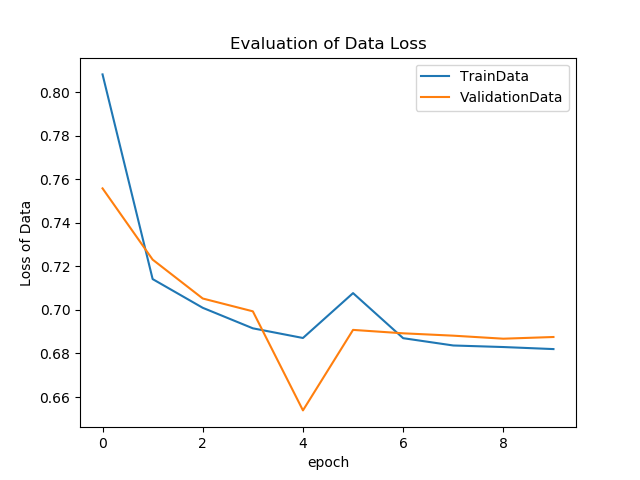 Evaluation of Data Loss
TrainData
ValidationData
0.80
0.78
0.76
0.74
0.72
0.70
0.68
0.66
Loss of Data
0 2 4 6 8
epoch